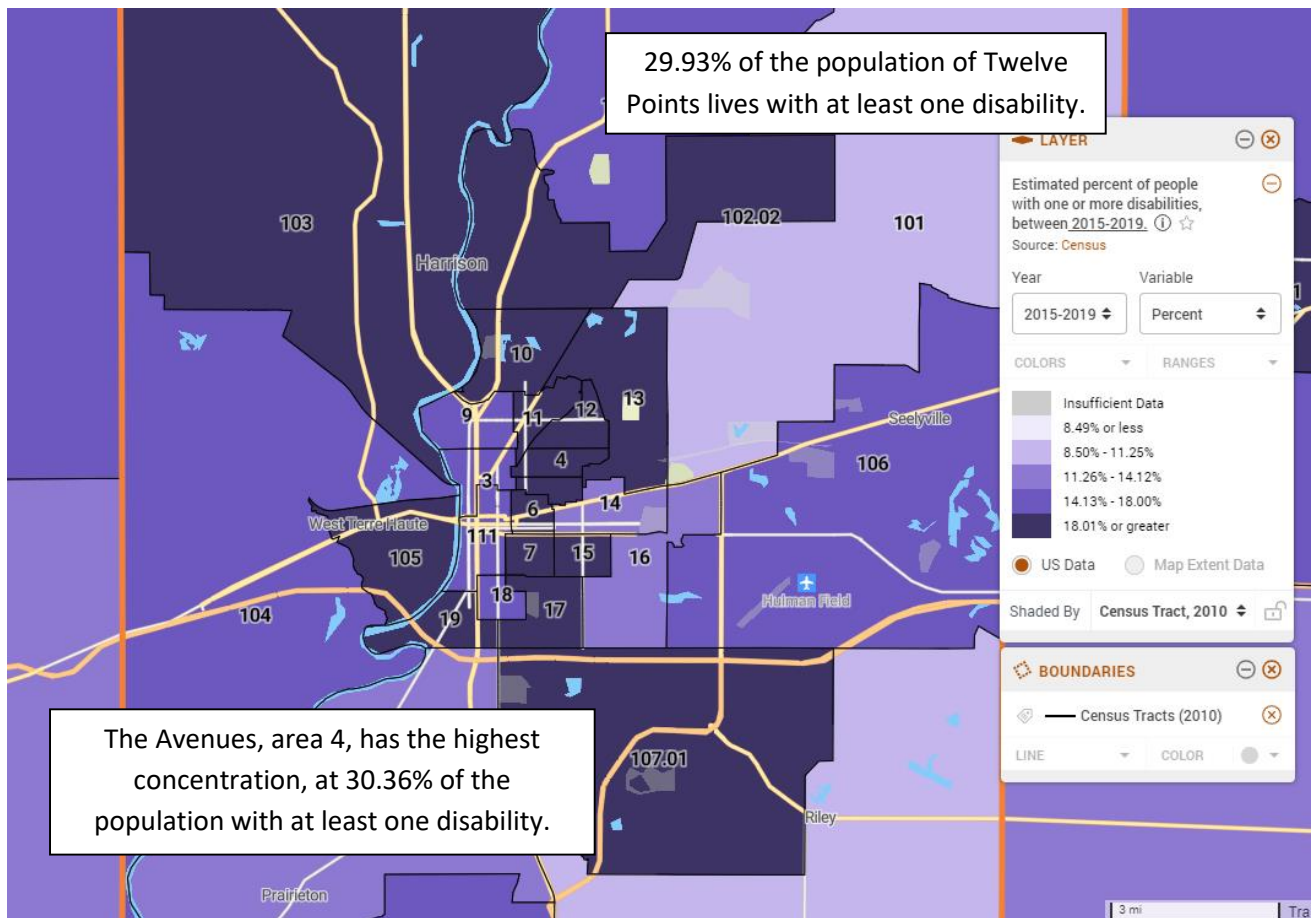 29.93% of the population of Twelve
Points lives with at least one disability.
LAYER
Estimated percent of people
with one or more disabilities,
between 2015-2019.
Source: Census
Year Variable
2015-2019 Percent
COLORS RANGES
Insufficient Data
8.49% or less
8.50% - 11.25%
11.26% - 14.12%
14.13% - 18.00%
18.01% or greater
US Data Map Extent Data
Shaded By Census Tract, 2010
BOUNDARIES
Census Tracts (2010)
LINE COLOR
103
102.02
101
Harrison
10
9
11
12
13
Seelyville
4
106
3
6
14
West Terre Haute
111
105
7
15
16
18
17
Hulman Field
104
19
The Avenues, area 4, has the highest
concentration, at 30.36% of the
population with at least one disability.
107.01
Riley
Prairieton
3 mi
Tra